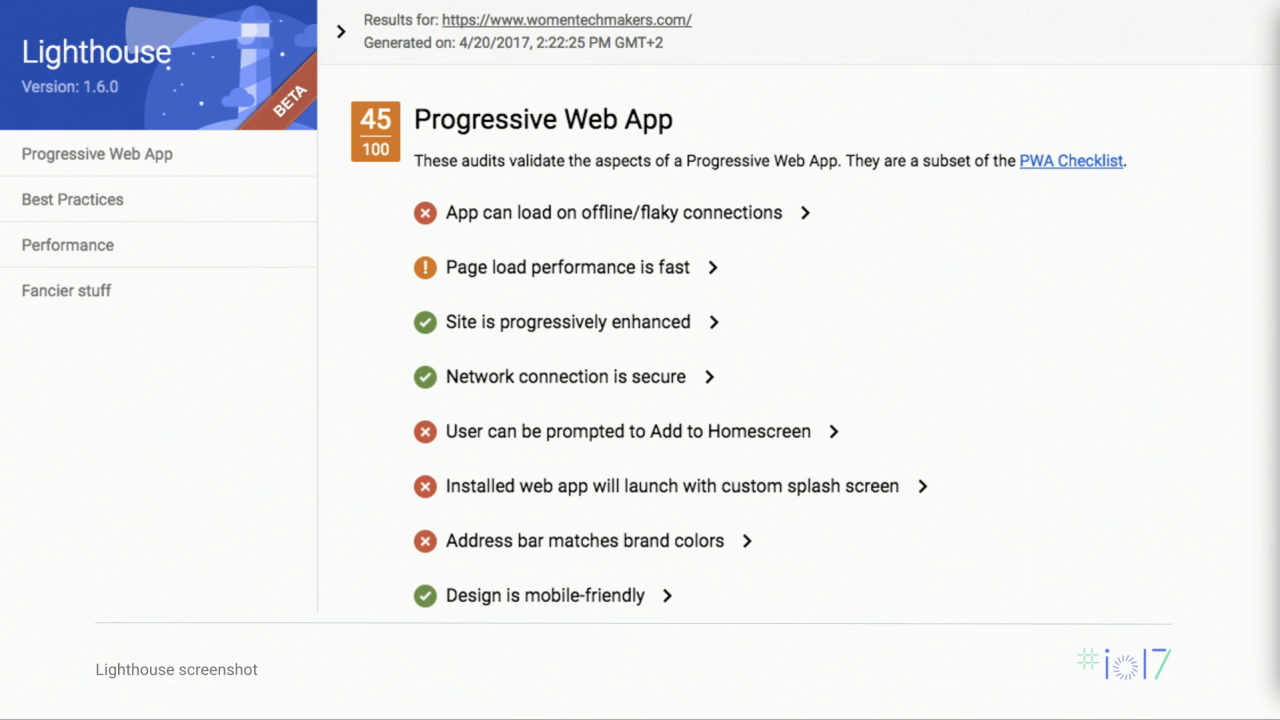 Lighthouse
Version: 1.6.0
BETA
Progressive Web App
Best Practices
Performance
Fancier stuff
Results for: https://www.womentechmakers.com/
Generated on: 4/20/2017, 2:22:25 PM GMT+2
45
100
Progressive Web App
These audits validate the aspects of a Progressive Web App. They are a subset of the PWA Checklist.
App can load on offline/flaky connections
Page load performance is fast
Site is progressively enhanced
Network connection is secure
User can be prompted to Add to Homescreen
Installed web app will launch with custom splash screen
Address bar matches brand colors
Design is mobile-friendly
Lighthouse screenshot
#io17